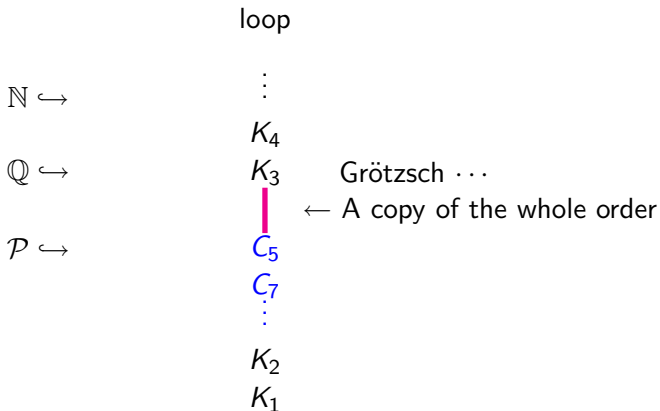 loop
ℕ ↪ ⋮
K₄
ℚ ↪ K₃ Grötzsch ⋯
← A copy of the whole order
𝒫 ↪ C₅
C₇
⋮
K₂
K₁